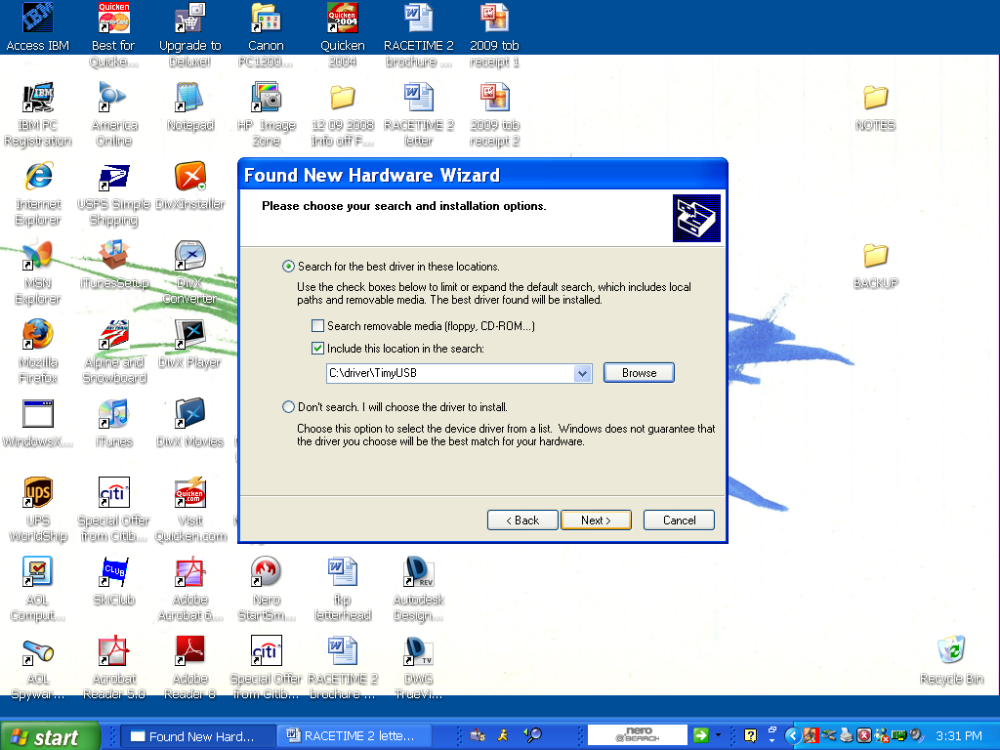 Access IBM
Best for
Quicke...
Upgrade to
Deluxe!
Canon
PC1200...
Quicken
2004
RACETIME 2
brochure ...
2009 tob
receipt 1
IBM PC
Registration
America
Online
Notepad
HP Image
Zone
12 09 2008
Info off F...
RACETIME 2
letter
2009 tob
receipt 2
NOTES
Internet
Explorer
USPS Simple
Shipping
DivXInstaller
MSN
Explorer
iTunesSetup
DivX
Converter
BACKUP
Mozilla
Firefox
Alpine and
Snowboard
DivX Player
WindowsX...
iTunes
DivX Movies
UPS
WorldShip
Special Offer
from Citib...
Visit
Quicken.com
AOL
Comput...
SkiClub
Adobe
Acrobat 6...
Nero
StartSm...
fkp
letterhead
Autodesk
Design...
AOL
Spywar...
Acrobat
Reader 5.0
Adobe
Reader 8
Special Offer
from Citib...
RACETIME 2
brochure ...
DWG
TrueVi...
Recycle Bin
Found New Hardware Wizard
Please choose your search and installation options.
Search for the best driver in these locations.
Use the check boxes below to limit or expand the default search, which includes local
paths and removable media. The best driver found will be installed.
Search removable media (floppy, CD-ROM...)
Include this location in the search:
C:\driver\TimyUSB
Browse
Don't search. I will choose the driver to install.
Choose this option to select the device driver from a list. Windows does not guarantee that
the driver you choose will be the best match for your hardware.
< Back
Next >
Cancel
start
Found New Hard...
RACETIME 2 lette...
nero
@SEARCH
3:31 PM